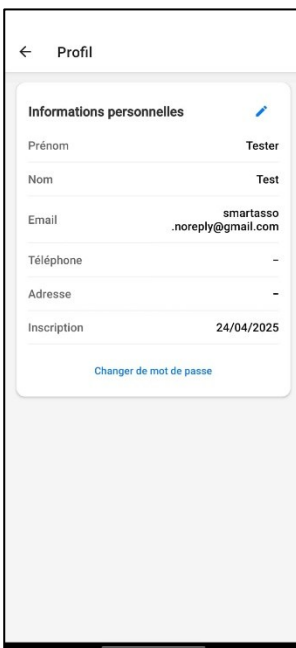 ← Profil
Informations personnelles
Prénom Tester
Nom Test
Email smartasso
.noreply@gmail.com
Téléphone –
Adresse –
Inscription 24/04/2025
Changer de mot de passe